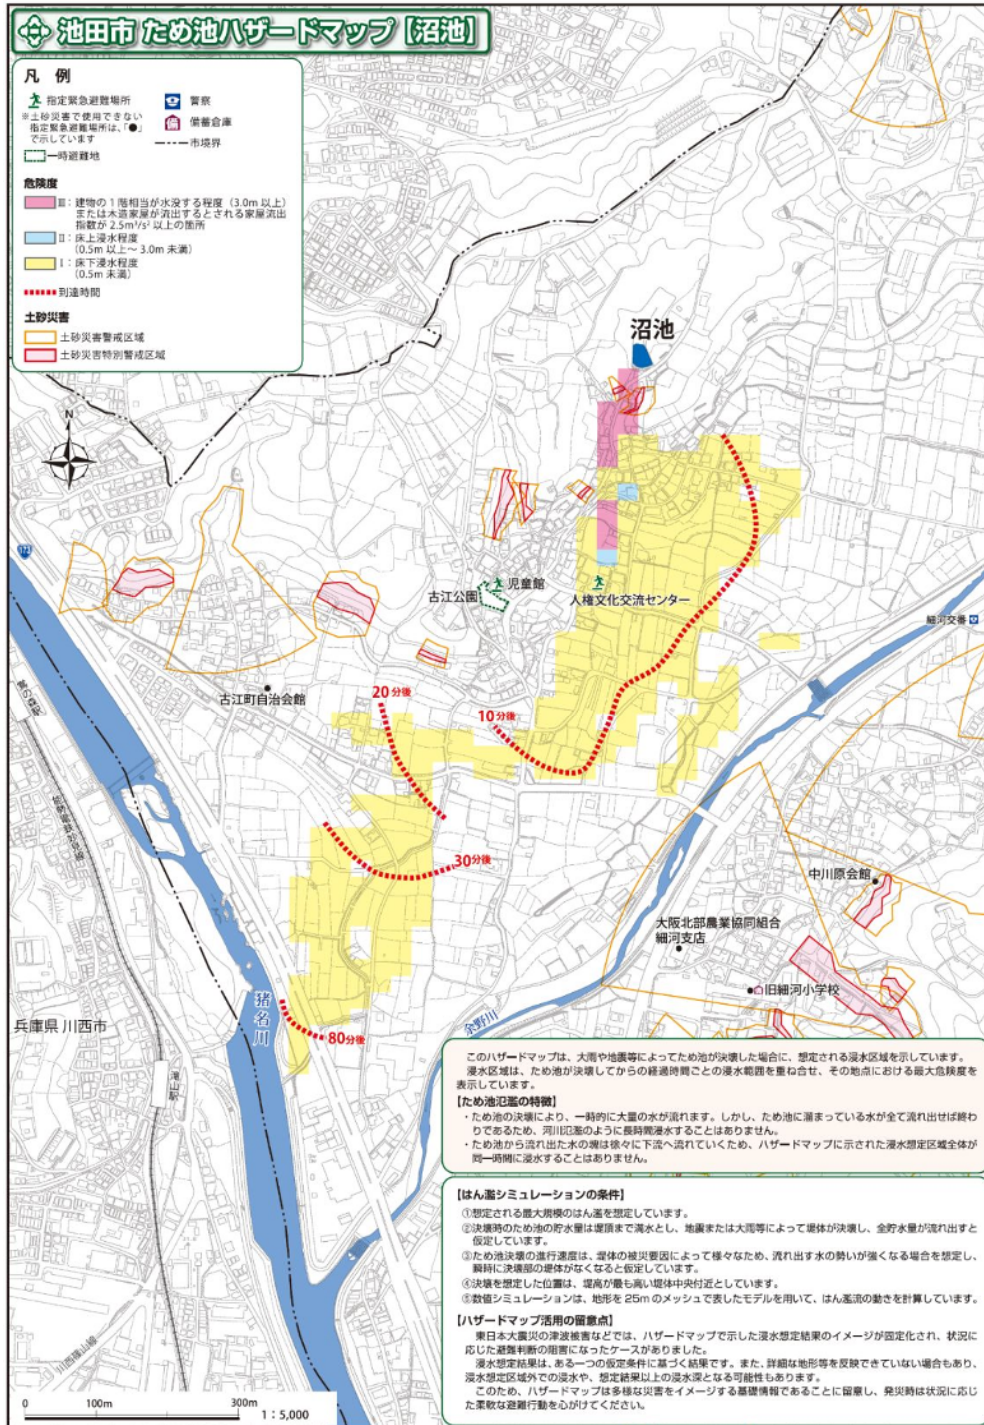 池田市 ため池ハザードマップ【沼池】
凡 例
指定緊急避難場所
※土砂災害で使用できない
指定緊急避難場所は、「●」
で示しています
一時避難地
警察
備 備蓄倉庫
市境界
危険度
Ⅲ：建物の1階相当が水没する程度（3.0m 以上）
または木造家屋が流出するとされる家屋流出
指数が 2.5m³/s² 以上の箇所
Ⅱ：床上浸水程度
（0.5m 以上～ 3.0m 未満）
Ⅰ：床下浸水程度
（0.5m 未満）
到達時間
土砂災害
土砂災害警戒区域
土砂災害特別警戒区域
N
沼池
173
児童館
古江公園
人権文化交流センター
細河交番
古江町自治会館
鶯の森駅
20分後
10分後
能勢電鉄妙見線
30分後
中川原会館
大阪北部農業協同組合
細河支店
備 旧細河小学校
猪名川
余野川
兵庫県 川西市
80分後
滝山駅
このハザードマップは、大雨や地震等によってため池が決壊した場合に、想定される浸水区域を示しています。
浸水区域は、ため池が決壊してからの経過時間ごとの浸水範囲を重ね合せ、その地点における最大危険度を
表示しています。
【ため池氾濫の特徴】
・ため池の決壊により、一時的に大量の水が流れます。しかし、ため池に溜まっている水が全て流れ出せば終わ
りであるため、河川氾濫のように長時間浸水することはありません。
・ため池から流れ出た水の塊は徐々に下流へ流れていくため、ハザードマップに示された浸水想定区域全体が
同一時間に浸水することはありません。
【はん濫シミュレーションの条件】
①想定される最大規模のはん濫を想定しています。
②決壊時のため池の貯水量は堤頂まで満水とし、地震または大雨等によって堤体が決壊し、全貯水量が流れ出すと
仮定しています。
③ため池決壊の進行速度は、堤体の被災要因によって様々なため、流れ出す水の勢いが強くなる場合を想定し、
瞬時に決壊部の堤体がなくなると仮定しています。
④決壊を想定した位置は、堤高が最も高い堤体中央付近としています。
⑤数値シミュレーションは、地形を 25m のメッシュで表したモデルを用いて、はん濫流の動きを計算しています。
【ハザードマップ活用の留意点】
東日本大震災の津波被害などでは、ハザードマップで示した浸水想定結果のイメージが固定化され、状況に
応じた避難判断の阻害になったケースがありました。
浸水想定結果は、ある一つの仮定条件に基づく結果です。また、詳細な地形等を反映できていない場合もあり、
浸水想定区域外での浸水や、想定結果以上の浸水深となる可能性もあります。
このため、ハザードマップは多様な災害をイメージする基礎情報であることに留意し、発災時は状況に応じ
た柔軟な避難行動を心がけてください。
川西篠山線
0 100m 300m
1：5,000